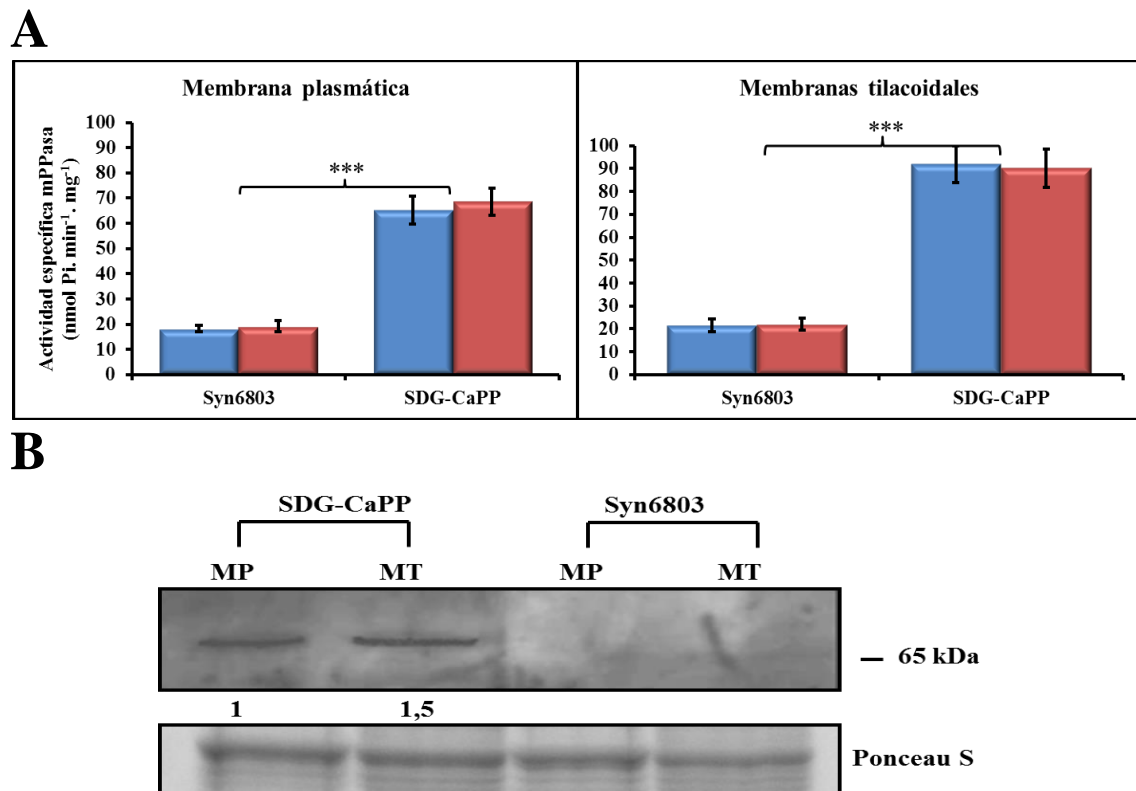 A
Membrana plasmática
Actividad específica mPPasa
(nmol Pi. min⁻¹. mg⁻¹)
100
90
80
70
60
50
40
30
20
10
0
***
Syn6803
SDG-CaPP
Membranas tilacoidales
100
90
80
70
60
50
40
30
20
10
0
***
Syn6803
SDG-CaPP
B
SDG-CaPP
Syn6803
MP
MT
MP
MT
65 kDa
1
1,5
Ponceau S